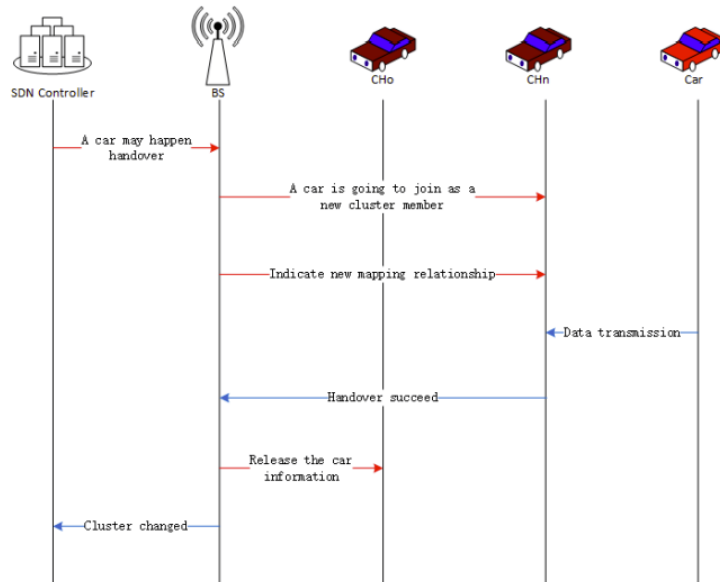 SDN Controller
BS
CHo
CHn
Car
A car may happen
handover
A car is going to join as a
new cluster member
Indicate new mapping relationship
Data transmission
Handover succeed
Release the car
information
Cluster changed